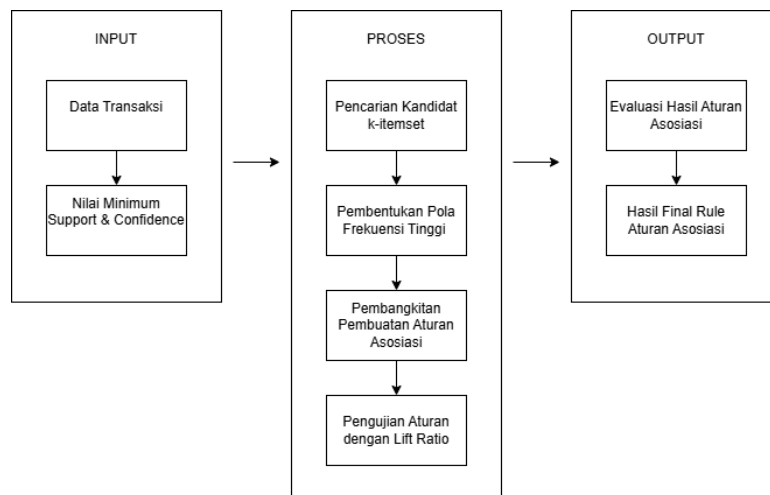 INPUT
Data Transaksi
Nilai Minimum
Support & Confidence
PROSES
Pencarian Kandidat
k-itemset
Pembentukan Pola
Frekuensi Tinggi
Pembangkitan
Pembuatan Aturan
Asosiasi
Pengujian Aturan
dengan Lift Ratio
OUTPUT
Evaluasi Hasil Aturan
Asosiasi
Hasil Final Rule
Aturan Asosiasi